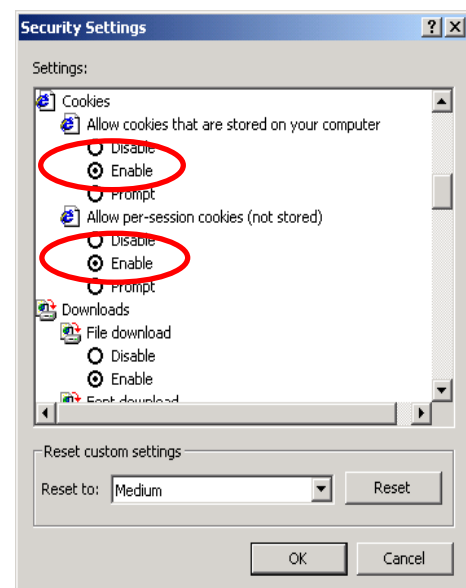 Security Settings
Settings:
Cookies
Allow cookies that are stored on your computer
Disable
Enable
Prompt
Allow per-session cookies (not stored)
Disable
Enable
Prompt
Downloads
File download
Disable
Enable
Font download
Reset custom settings
Reset to: Medium Reset
OK Cancel